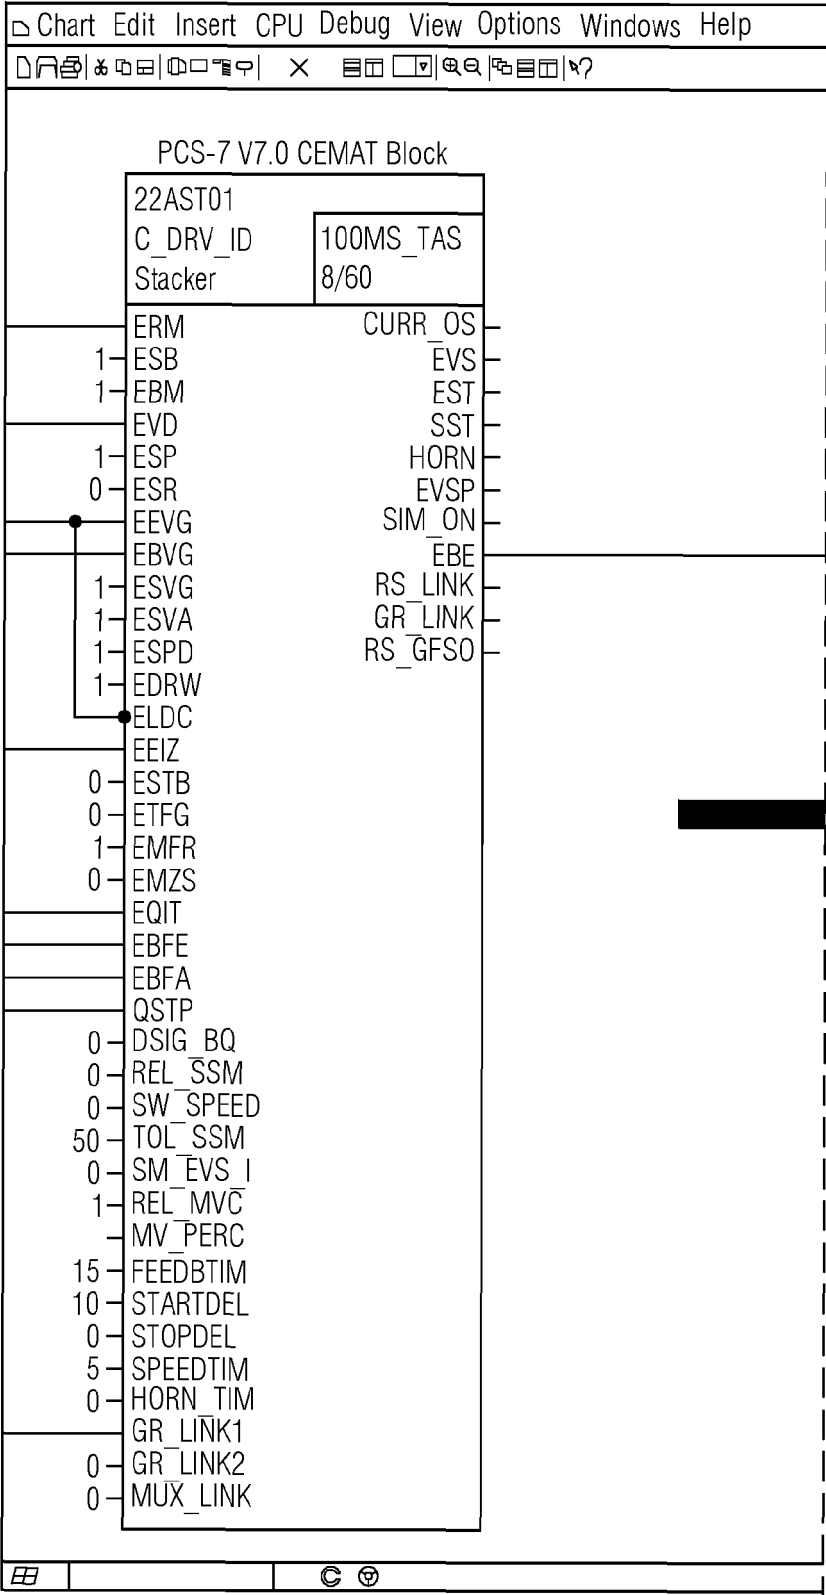 Chart Edit Insert CPU Debug View Options Windows Help
PCS-7 V7.0 CEMAT Block
22AST01
C_DRV_ID 100MS_TAS
Stacker 8/60
ERM CURR_OS
1 ESB EVS
1 EBM EST
EVD SST
1 ESP HORN
0 ESR EVSP
EEVG SIM_ON
EBVG EBE
1 ESVG RS_LINK
1 ESVA GR_LINK
1 ESPD RS_GFSO
1 EDRW
ELDC
EEIZ
0 ESTB
0 ETFG
1 EMFR
0 EMZS
EQIT
EBFE
EBFA
QSTP
0 DSIG_BQ
0 REL_SSM
0 SW_SPEED
50 TOL_SSM
0 SM_EVS_I
1 REL_MVC
MV_PERC
15 FEEDBTIM
10 STARTDEL
0 STOPDEL
5 SPEEDTIM
0 HORN_TIM
GR_LINK1
0 GR_LINK2
0 MUX_LINK